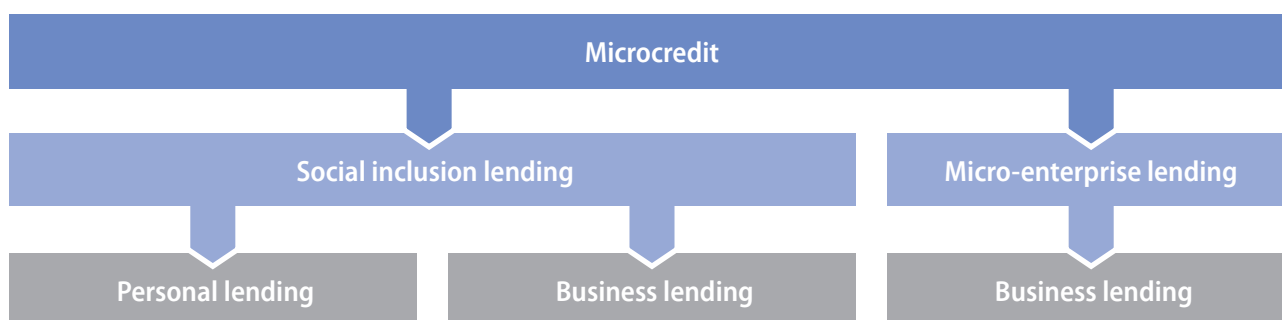 Microcredit
Social inclusion lending
Micro-enterprise lending
Personal lending
Business lending
Business lending